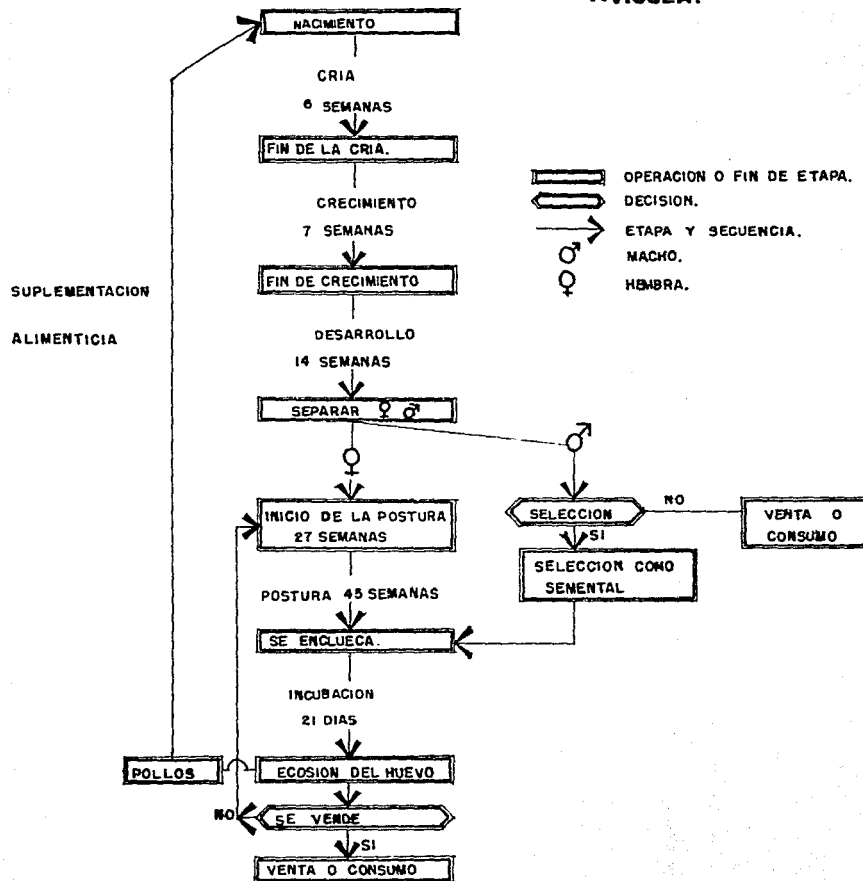 NACIMIENTO
CRIA
6 SEMANAS
FIN DE LA CRIA.
CRECIMIENTO
7 SEMANAS
FIN DE CRECIMIENTO
DESARROLLO
14 SEMANAS
SEPARAR ♀ ♂
♀
♂
INICIO DE LA POSTURA
27 SEMANAS
SELECCION
NO
VENTA O
CONSUMO
SI
SELECCION COMO
SEMENTAL
POSTURA 45 SEMANAS
SE ENCLUECA.
INCUBACION
21 DIAS
POLLOS
ECOSION DEL HUEVO
NO
SE VENDE
SI
VENTA O CONSUMO
SUPLEMENTACION
ALIMENTICIA
OPERACION O FIN DE ETAPA.
DECISION.
ETAPA Y SECUENCIA.
♂ MACHO.
♀ HEMBRA.